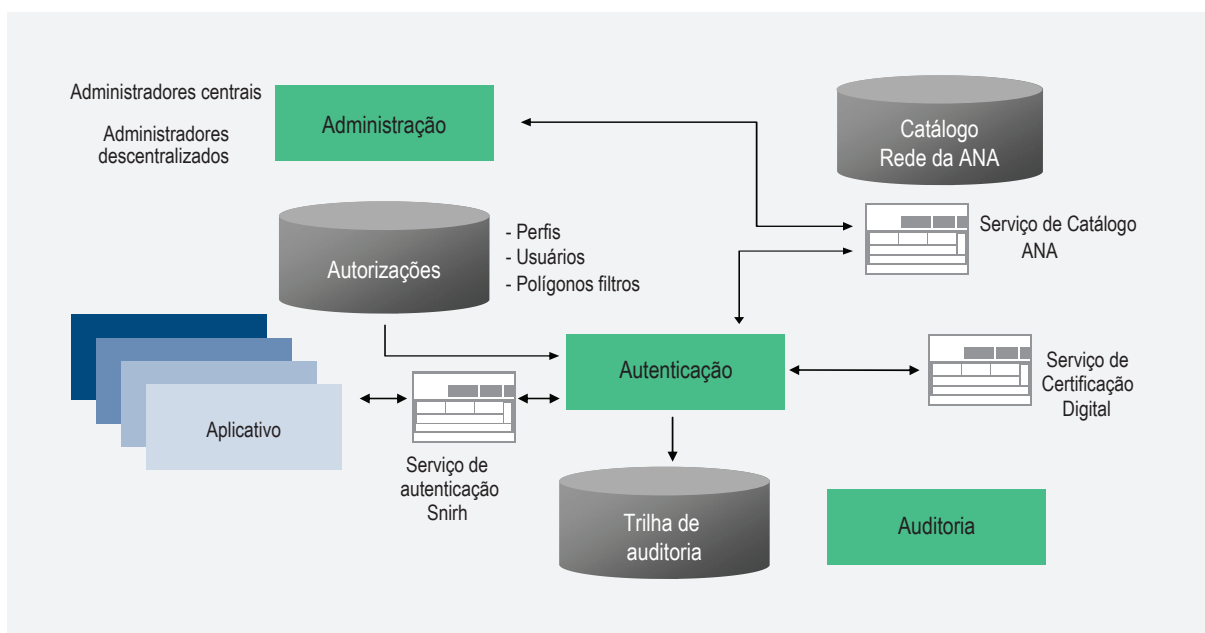 Administradores centrais
Administradores
descentralizados
Administração
Catálogo
Rede da ANA
Serviço de Catálogo
ANA
Autorizações
- Perfis
- Usuários
- Polígonos filtros
Aplicativo
Serviço de
autenticação
Snirh
Autenticação
Serviço de
Certificação
Digital
Trilha de
auditoria
Auditoria